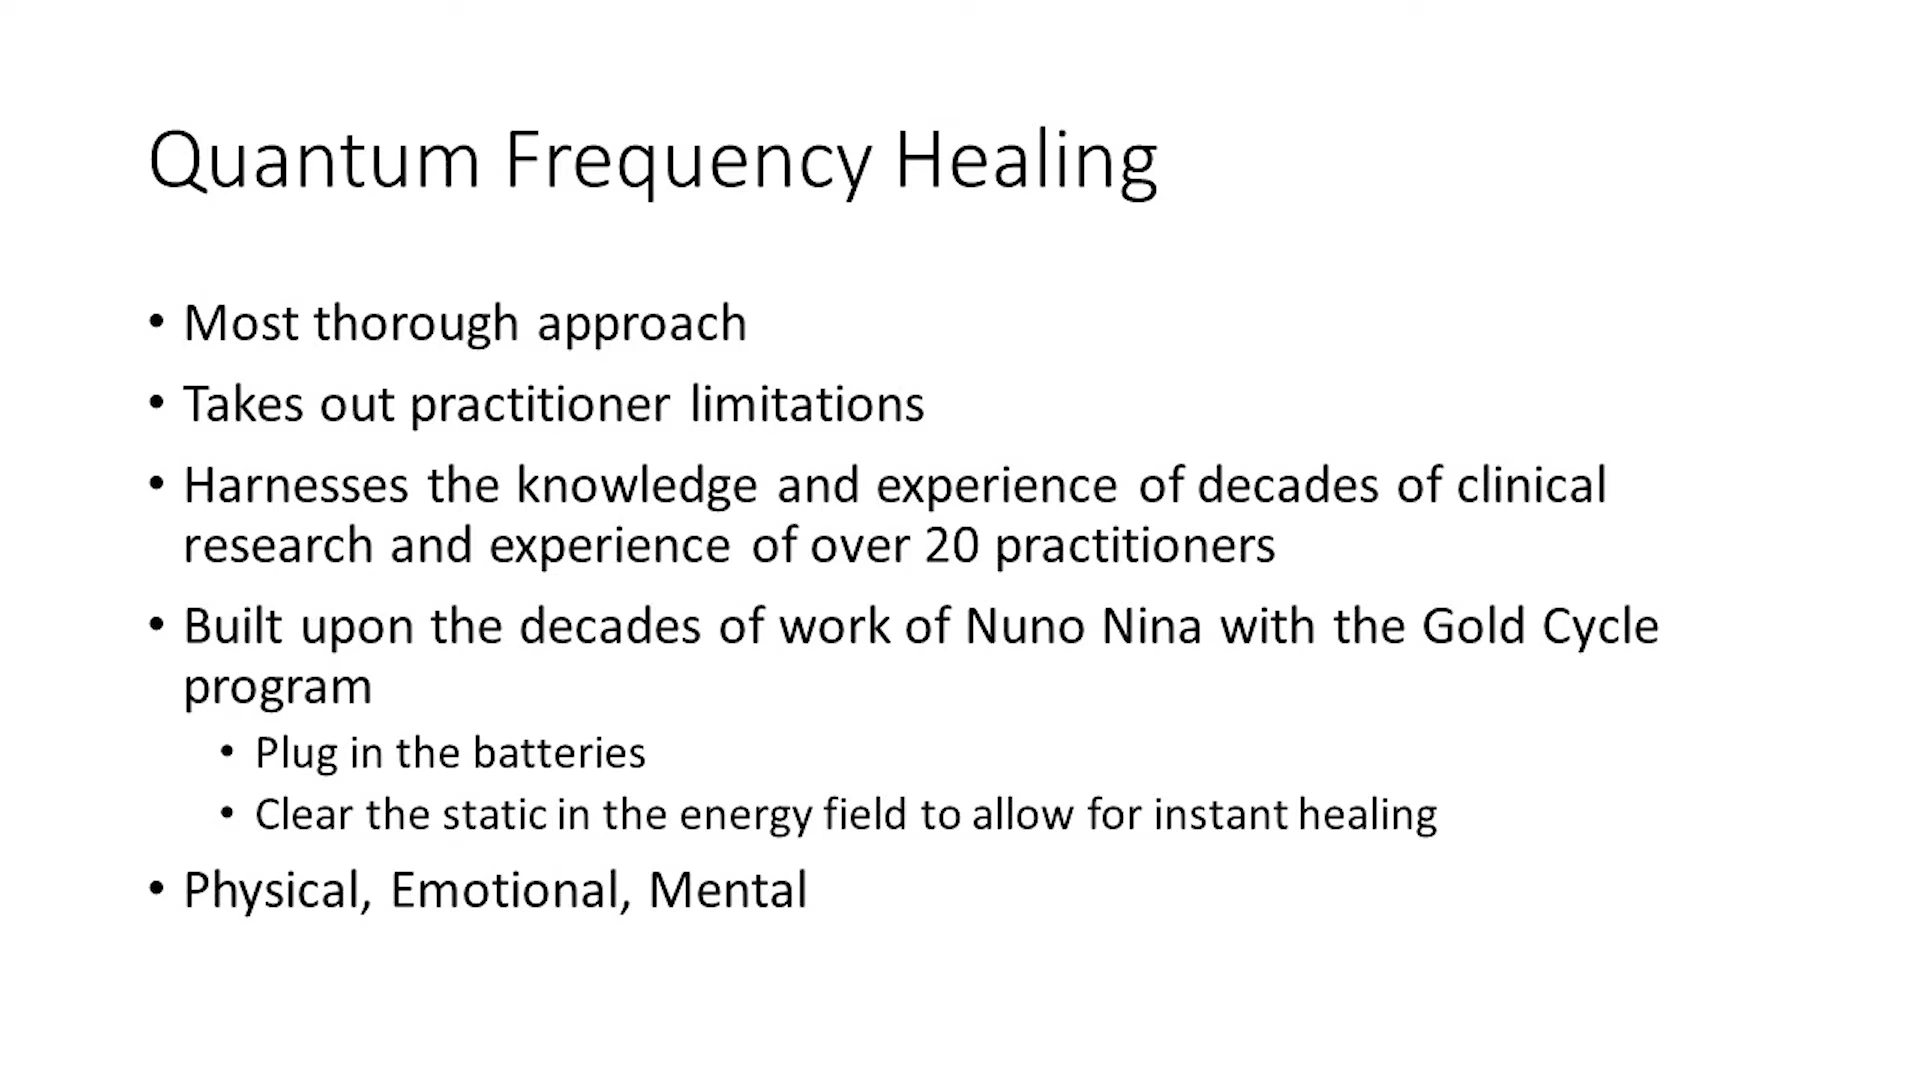 Quantum Frequency Healing
• Most thorough approach
• Takes out practitioner limitations
• Harnesses the knowledge and experience of decades of clinical
research and experience of over 20 practitioners
• Built upon the decades of work of Nuno Nina with the Gold Cycle
program
• Plug in the batteries
• Clear the static in the energy field to allow for instant healing
• Physical, Emotional, Mental